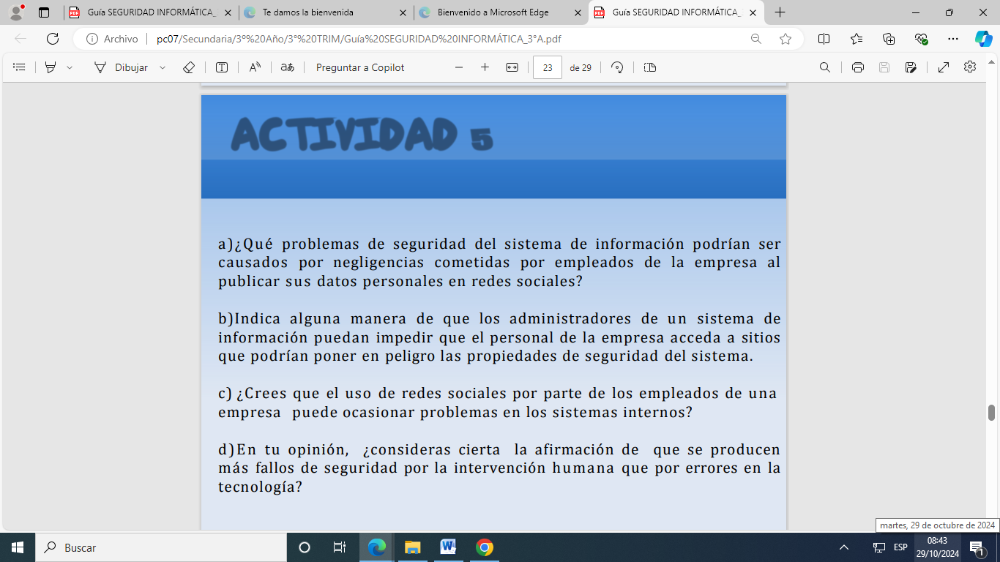 Guía SEGURIDAD INFORMÁTICA_
Te damos la bienvenida
Bienvenido a Microsoft Edge
Guía SEGURIDAD INFORMÁTICA_
Archivo
pc07/Secundaria/3º%20Año/3°%20TRIM/Guía%20SEGURIDAD%20INFORMÁTICA_3°A.pdf
Dibujar
Preguntar a Copilot
23
de 29
ACTIVIDAD 5
a)¿Qué problemas de seguridad del sistema de información podrían ser
causados por negligencias cometidas por empleados de la empresa al
publicar sus datos personales en redes sociales?
b)Indica alguna manera de que los administradores de un sistema de
información puedan impedir que el personal de la empresa acceda a sitios
que podrían poner en peligro las propiedades de seguridad del sistema.
c) ¿Crees que el uso de redes sociales por parte de los empleados de una
empresa puede ocasionar problemas en los sistemas internos?
d)En tu opinión, ¿consideras cierta la afirmación de que se producen
más fallos de seguridad por la intervención humana que por errores en la
tecnología?
martes, 29 de octubre de 2024
Buscar
ESP
08:43
29/10/2024
1